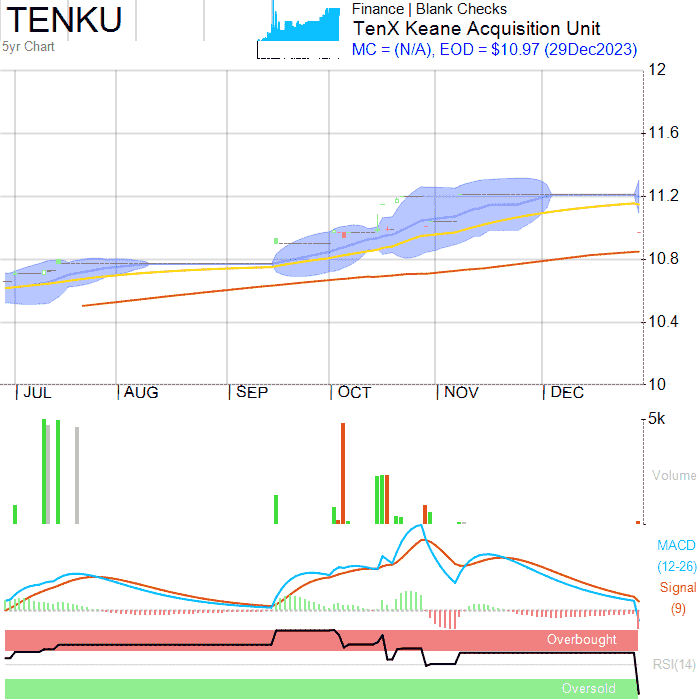 TENKU
5yr Chart
Finance | Blank Checks
TenX Keane Acquisition Unit
MC = (N/A), EOD = $10.97 (29Dec2023)
12
11.6
11.2
10.8
10.4
10
JUL AUG SEP OCT NOV DEC
5k
Volume
MACD
(12-26)
Signal
(9)
Overbought
RSI(14)
Oversold